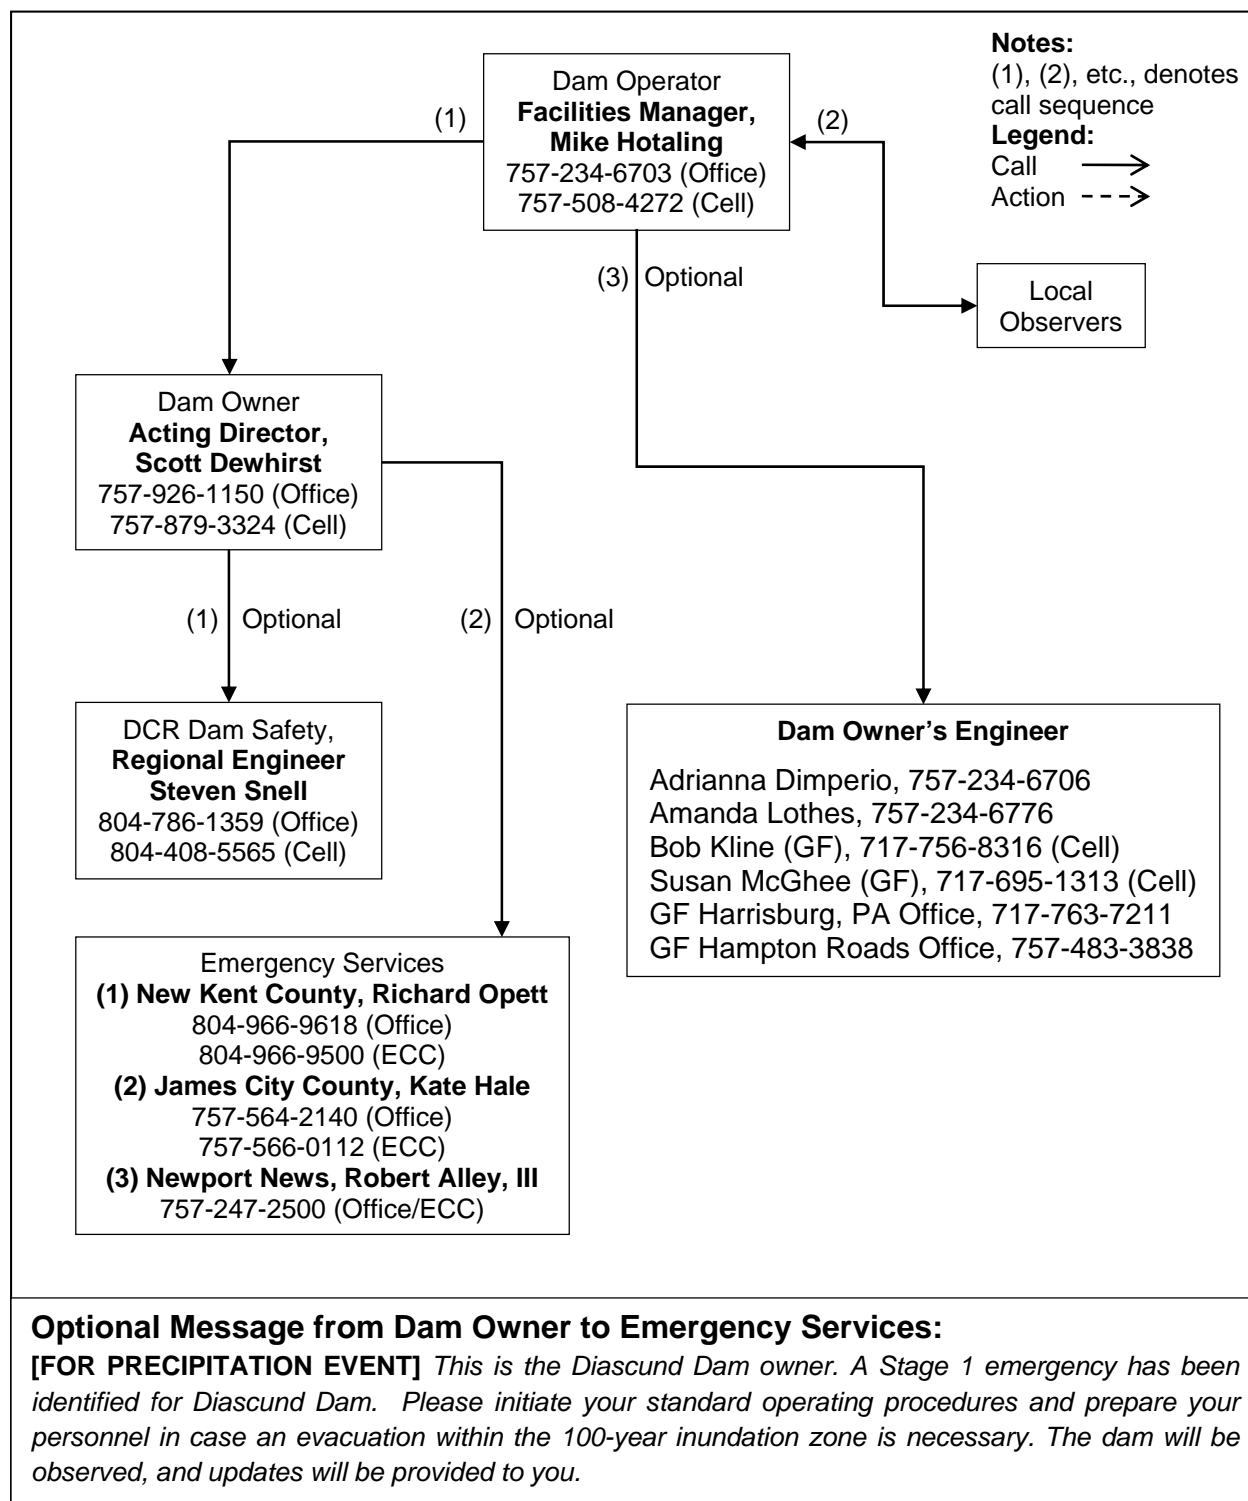 Notes:
(1), (2), etc., denotes
call sequence
Legend:
Call
Action
Dam Operator
Facilities Manager,
Mike Hotaling
757-234-6703 (Office)
757-508-4272 (Cell)
(1)
(2)
(3) Optional
Local
Observers
Dam Owner
Acting Director,
Scott Dewhirst
757-926-1150 (Office)
757-879-3324 (Cell)
(1) Optional
(2) Optional
DCR Dam Safety,
Regional Engineer
Steven Snell
804-786-1359 (Office)
804-408-5565 (Cell)
Dam Owner's Engineer
Adrianna Dimperio, 757-234-6706
Amanda Lothes, 757-234-6776
Bob Kline (GF), 717-756-8316 (Cell)
Susan McGhee (GF), 717-695-1313 (Cell)
GF Harrisburg, PA Office, 717-763-7211
GF Hampton Roads Office, 757-483-3838
Emergency Services
(1) New Kent County, Richard Opett
804-966-9618 (Office)
804-966-9500 (ECC)
(2) James City County, Kate Hale
757-564-2140 (Office)
757-566-0112 (ECC)
(3) Newport News, Robert Alley, III
757-247-2500 (Office/ECC)
Optional Message from Dam Owner to Emergency Services:
[FOR PRECIPITATION EVENT] This is the Diascund Dam owner. A Stage 1 emergency has been
identified for Diascund Dam. Please initiate your standard operating procedures and prepare your
personnel in case an evacuation within the 100-year inundation zone is necessary. The dam will be
observed, and updates will be provided to you.